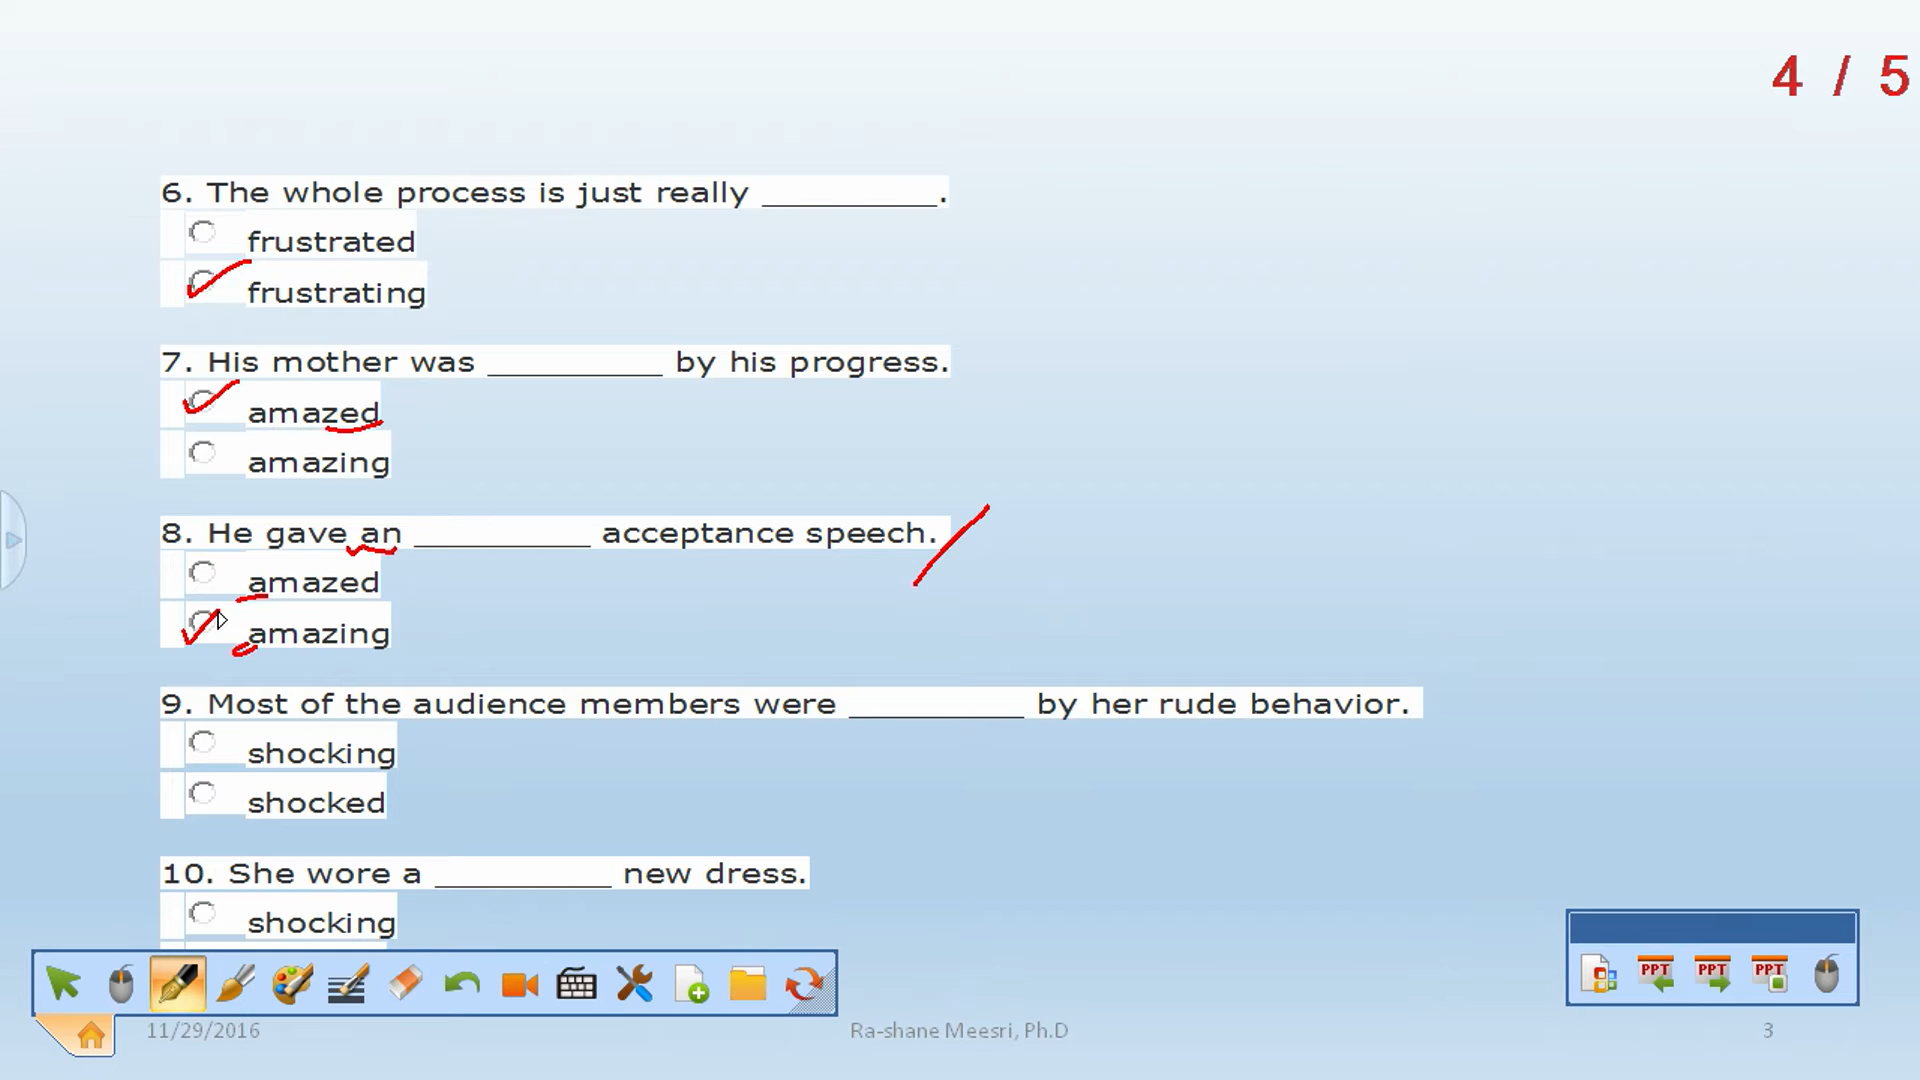 4 / 5
6. The whole process is just really __________.
frustrated
frustrating
7. His mother was __________ by his progress.
amazed
amazing
8. He gave an __________ acceptance speech.
amazed
amazing
9. Most of the audience members were __________ by her rude behavior.
shocking
shocked
10. She wore a __________ new dress.
shocking
PPT PPT PPT
11/29/2016 Ra-shane Meesri, Ph.D 3